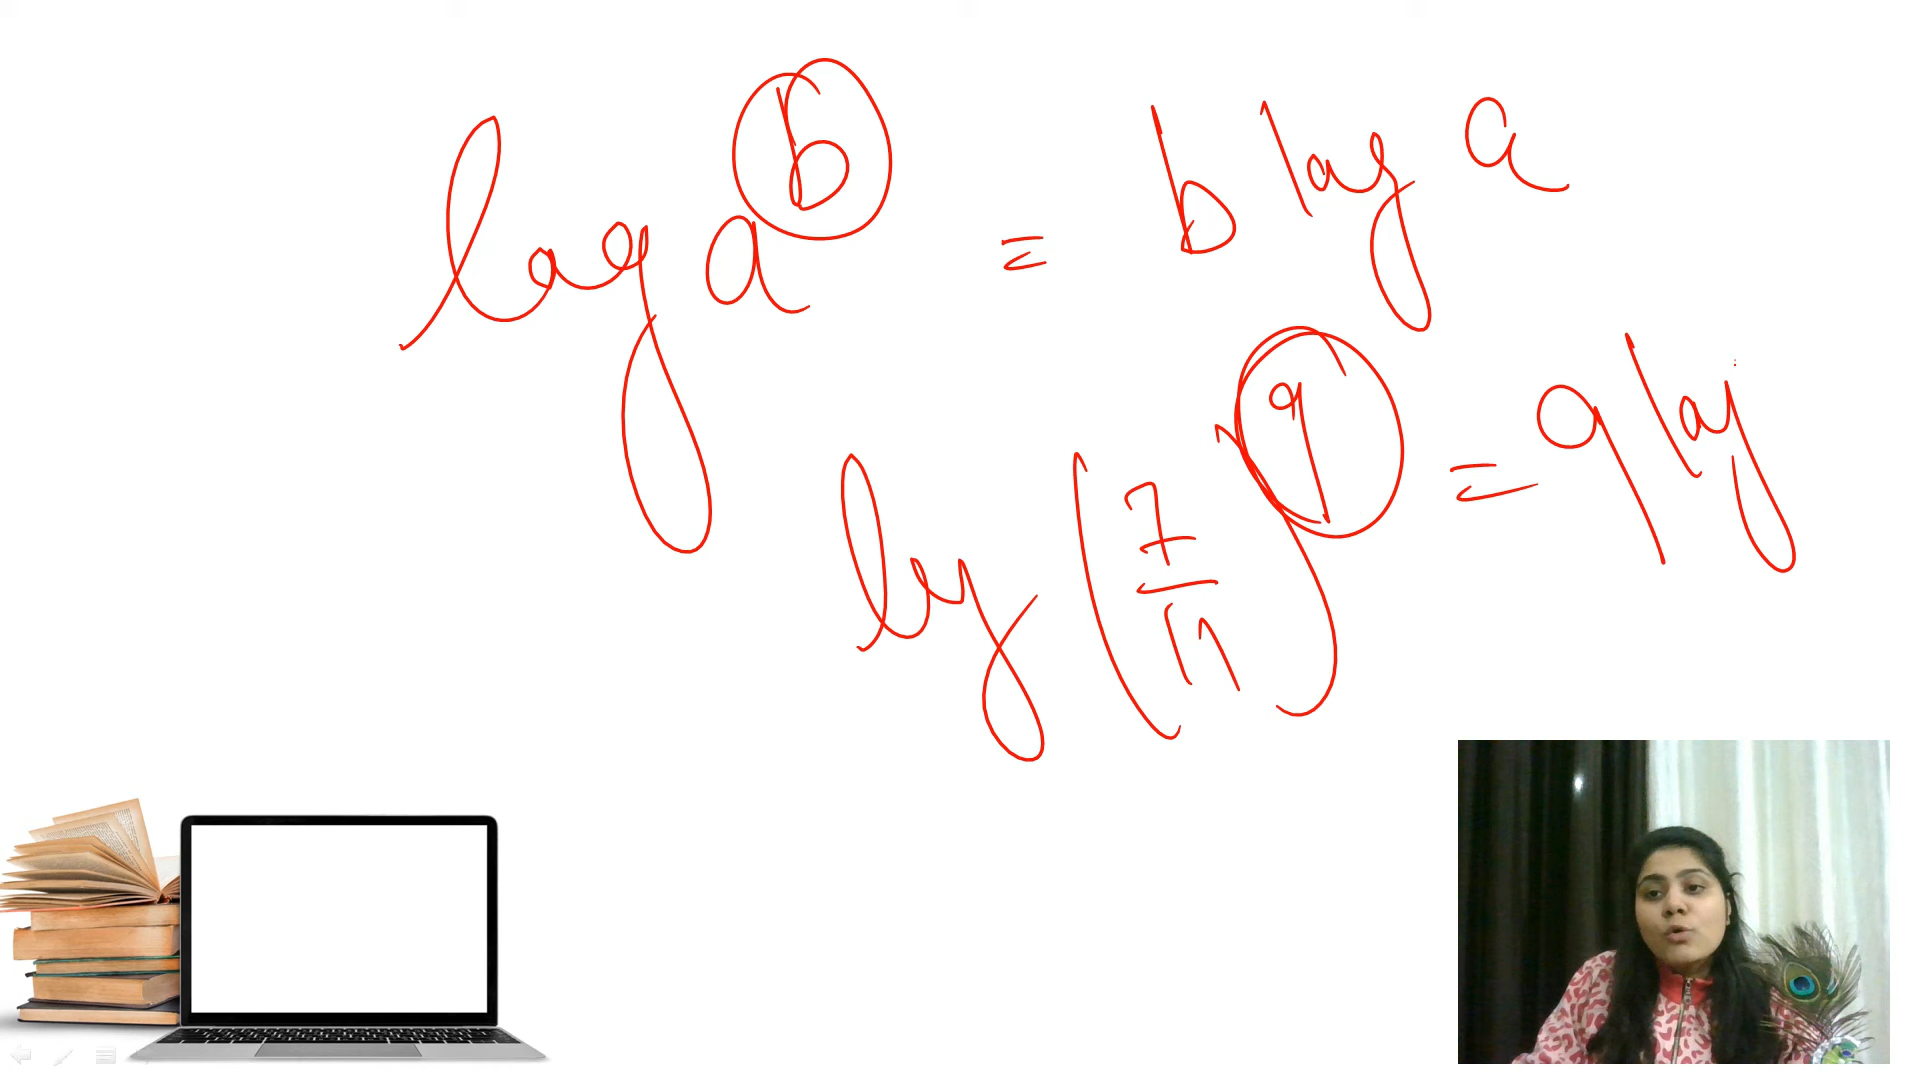 log a^b = b log a
log (7/11)^9 = 9 log